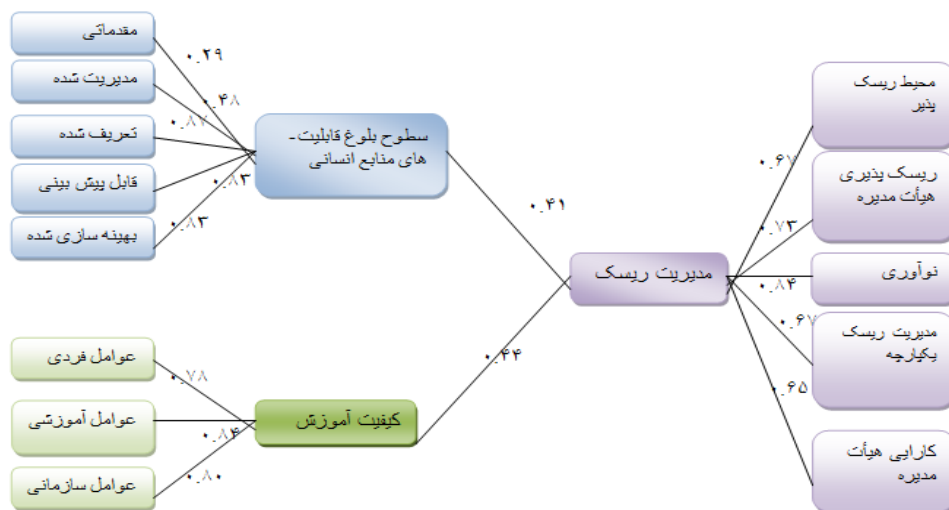 مقدماتی
مدیریت شده
تعریف شده
قابل پیش بینی
بهینه سازی شده
۰.۲۹
۰.۴۸
۰.۸۷
۰.۸۳
۰.۸۳
سطوح بلوغ قابلیت-
های منابع انسانی
۰.۴۱
عوامل فردی
عوامل آموزشی
عوامل سازمانی
۰.۷۸
۰.۸۴
۰.۸۰
کیفیت آموزش
۰.۴۴
مدیریت ریسک
۰.۶۷
۰.۷۳
۰.۸۴
۰.۶۷
۰.۶۵
محیط ریسک
پذیر
ریسک پذیری
هیأت مدیره
نوآوری
مدیریت ریسک
یکپارچه
کارایی هیأت
مدیره